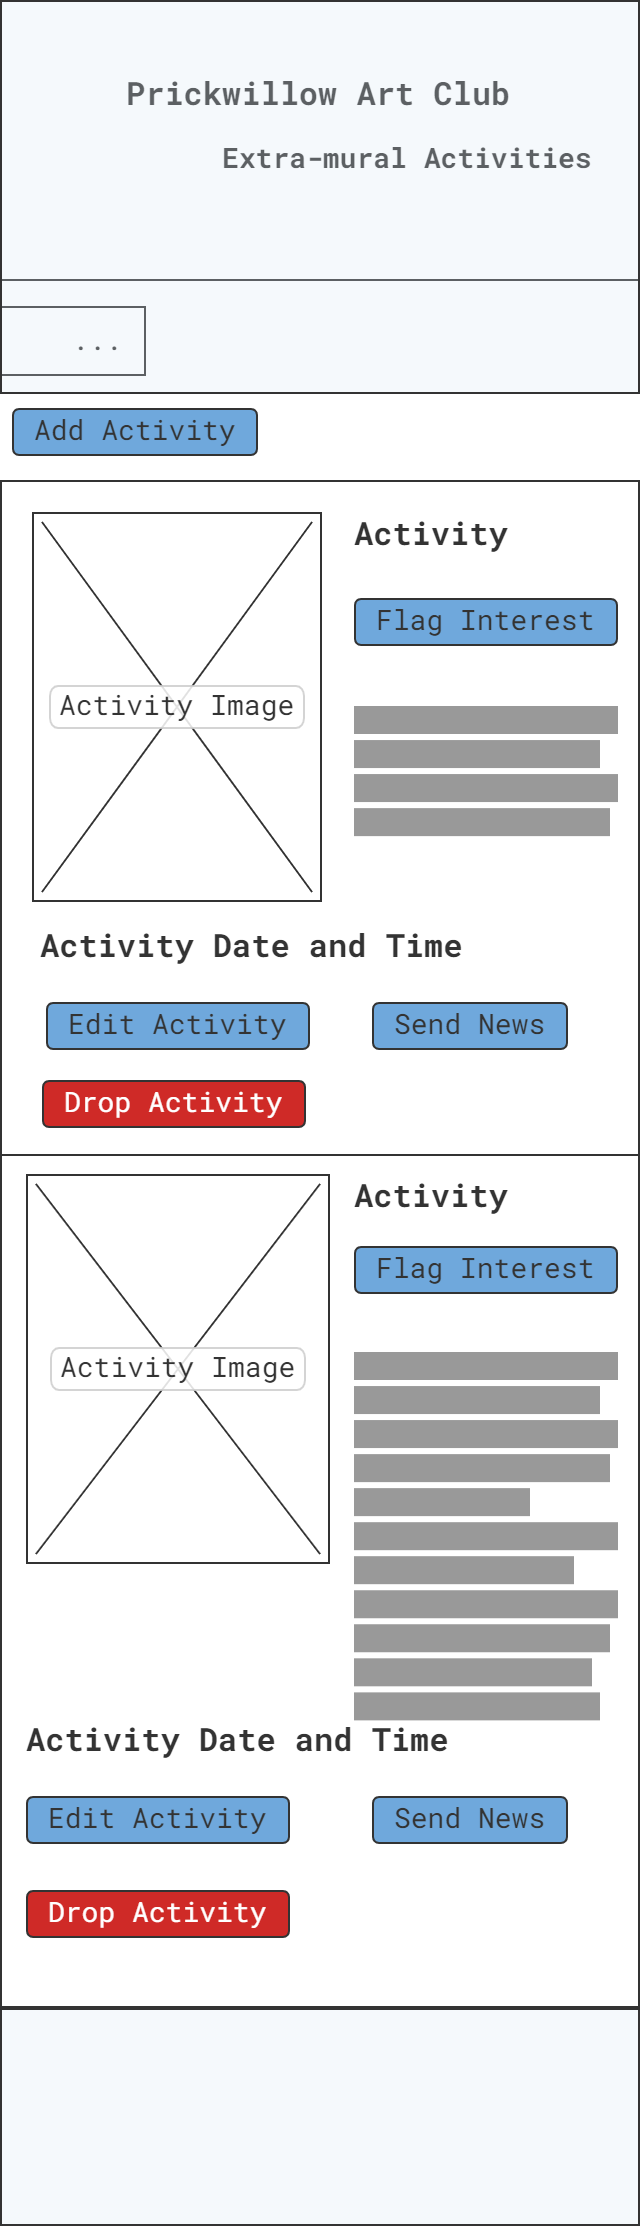 Prickwillow Art Club
Extra-mural Activities
...
Add Activity
Activity
Flag Interest
Activity Image
Activity Date and Time
Edit Activity
Send News
Drop Activity
Activity
Flag Interest
Activity Image
Activity Date and Time
Edit Activity
Send News
Drop Activity